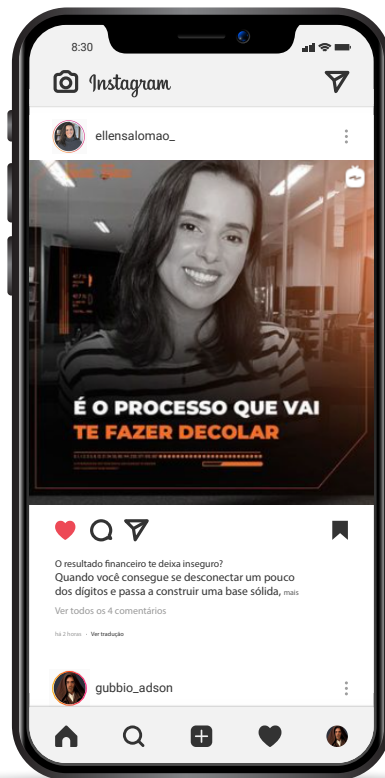 8:30
Instagram
ellensalomao_
É O PROCESSO QUE VAI
TE FAZER DECOLAR
O resultado financeiro te deixa inseguro?
Quando você consegue se desconectar um pouco
dos dígitos e passa a construir uma base sólida, mais
Ver todos os 4 comentários
há 2 horas · Ver tradução
gubbio_adson